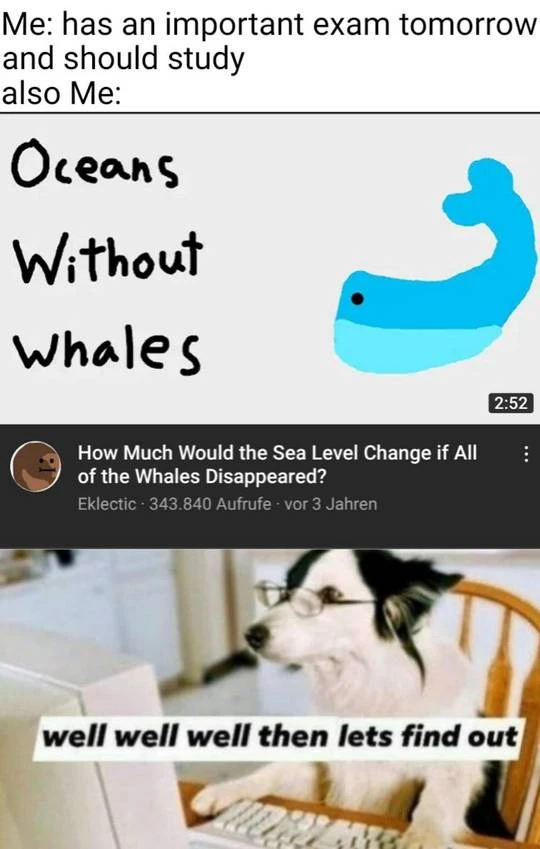 Me: has an important exam tomorrow
and should study
also Me:
Oceans
Without
Whales
2:52
How Much Would the Sea Level Change if All
of the Whales Disappeared?
Eklectic · 343.840 Aufrufe · vor 3 Jahren
well well well then lets find out